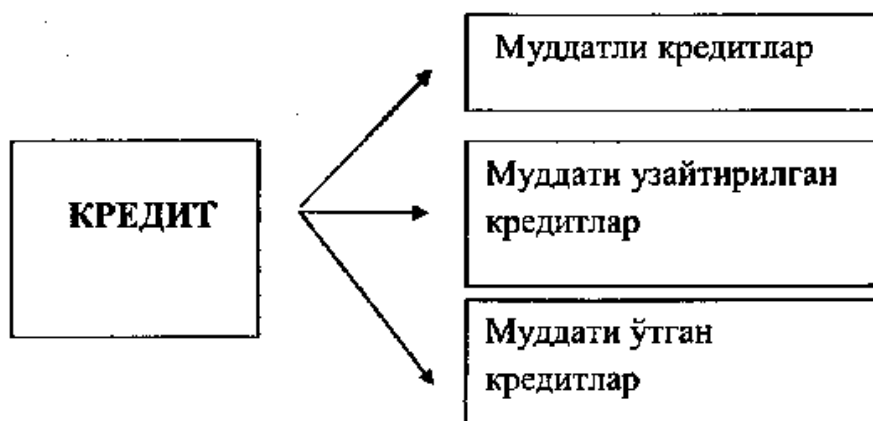 КРЕДИТ
Муддатли кредитлар
Муддати узайтирилган
кредитлар
Муддати ўтган
кредитлар